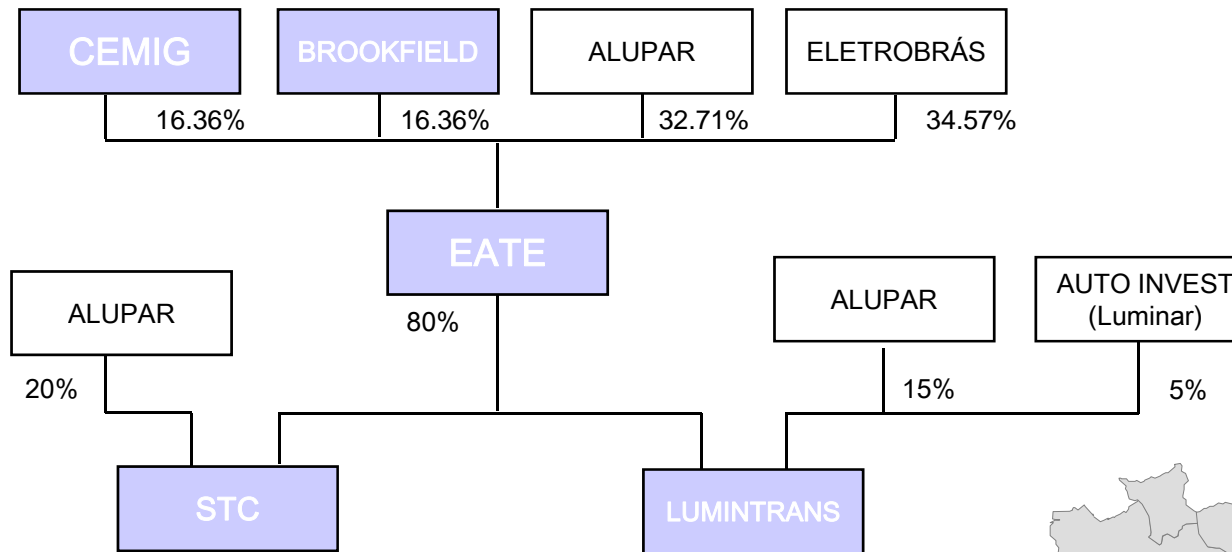 CEMIG
BROOKFIELD
ALUPAR
ELETROBRÁS
16.36%
16.36%
32.71%
34.57%
EATE
ALUPAR
80%
ALUPAR
AUTO INVEST
(Luminar)
20%
15%
5%
STC
LUMINTRANS